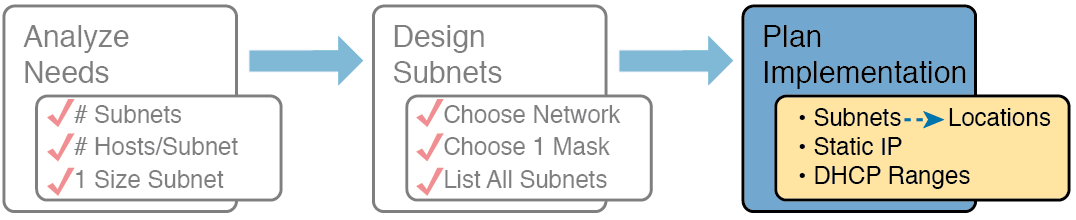 Analyze
Needs
# Subnets
# Hosts/Subnet
1 Size Subnet
Design
Subnets
Choose Network
Choose 1 Mask
List All Subnets
Plan
Implementation
• Subnets Locations
• Static IP
• DHCP Ranges